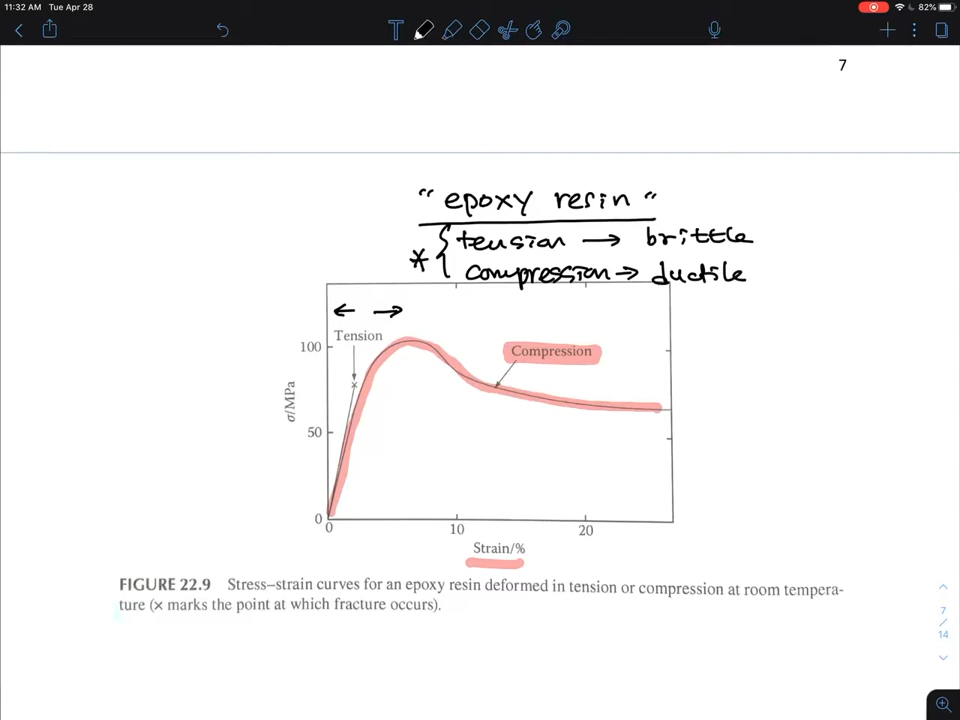 11:32 AM Tue Apr 28
82%
7
"epoxy resin"
* { tension → brittle
compression → ductile
← →
Tension
×
Compression
100
50
0
σ/MPa
0 10 20
Strain/%
FIGURE 22.9 Stress–strain curves for an epoxy resin deformed in tension or compression at room tempera-
ture (× marks the point at which fracture occurs).
7
/
14